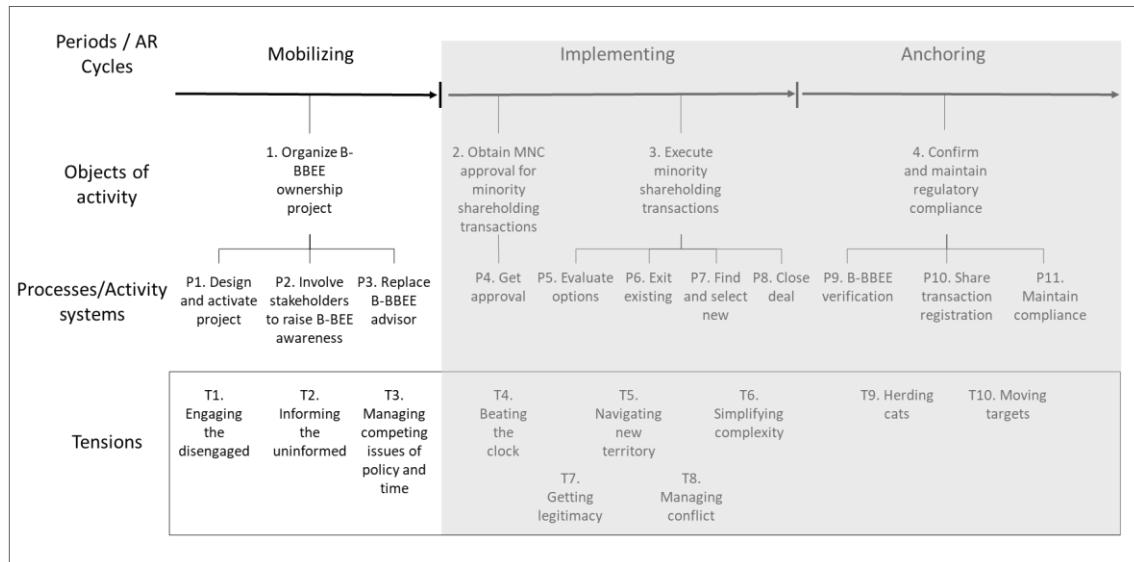 Periods / AR
Cycles
Mobilizing
Implementing
Anchoring
Objects of
activity
1. Organize B-
BBEE
ownership
project
2. Obtain MNC
approval for
minority
shareholding
transactions
3. Execute
minority
shareholding
transactions
4. Confirm
and maintain
regulatory
compliance
Processes/Activity
systems
P1. Design
and activate
project
P2. Involve
stakeholders
to raise B-BEE
awareness
P3. Replace
B-BBEE
advisor
P4. Get
approval
P5. Evaluate
options
P6. Exit
existing
P7. Find
and select
new
P8. Close
deal
P9. B-BBEE
verification
P10. Share
transaction
registration
P11.
Maintain
compliance
Tensions
T1.
Engaging
the
disengaged
T2.
Informing
the
uninformed
T3.
Managing
competing
issues of
policy and
time
T4.
Beating
the
clock
T5.
Navigating
new
territory
T6.
Simplifying
complexity
T7.
Getting
legitimacy
T8.
Managing
conflict
T9. Herding
cats
T10. Moving
targets